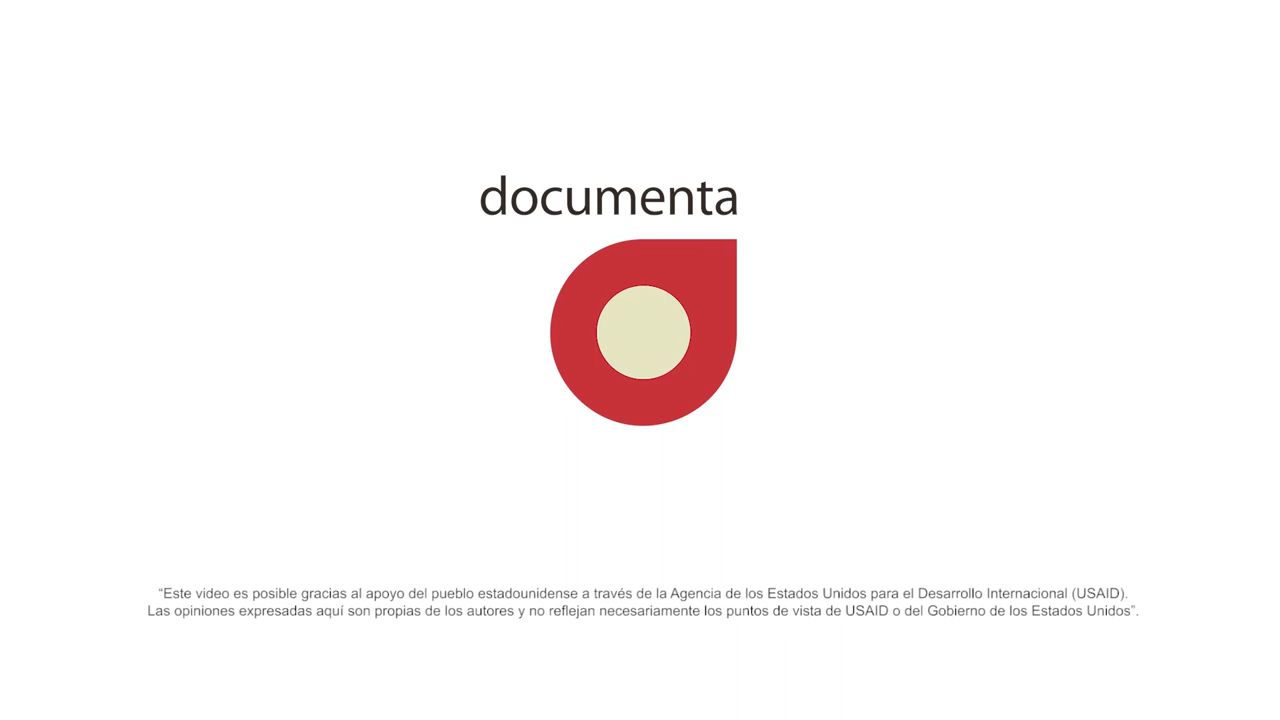 documenta
“Este video es posible gracias al apoyo del pueblo estadounidense a través de la Agencia de los Estados Unidos para el Desarrollo Internacional (USAID).
Las opiniones expresadas aquí son propias de los autores y no reflejan necesariamente los puntos de vista de USAID o del Gobierno de los Estados Unidos”.